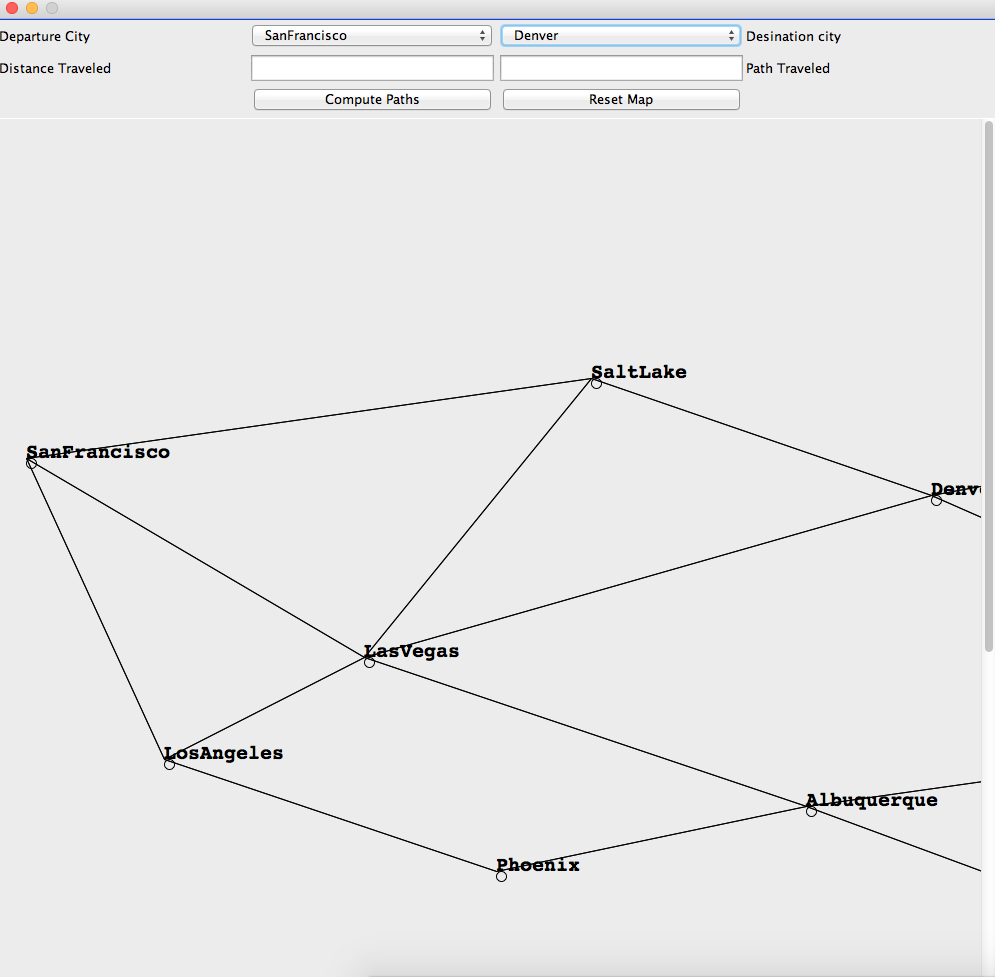 Departure City SanFrancisco Denver Desination city
Distance Traveled Path Traveled
Compute Paths Reset Map
SaltLake
SanFrancisco
Denv
LasVegas
LosAngeles
Albuquerque
Phoenix